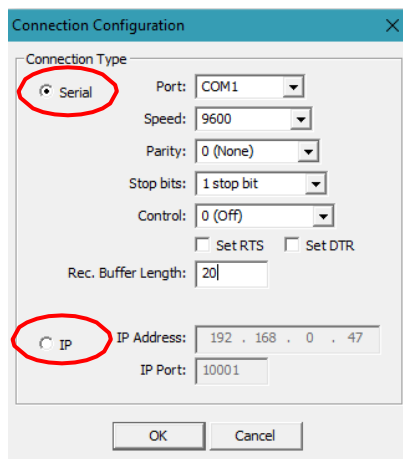 Connection Configuration
Connection Type
Serial Port: COM1
Speed: 9600
Parity: 0 (None)
Stop bits: 1 stop bit
Control: 0 (Off)
Set RTS Set DTR
Rec. Buffer Length: 20
IP IP Address: 192 . 168 . 0 . 47
IP Port: 10001
OK Cancel